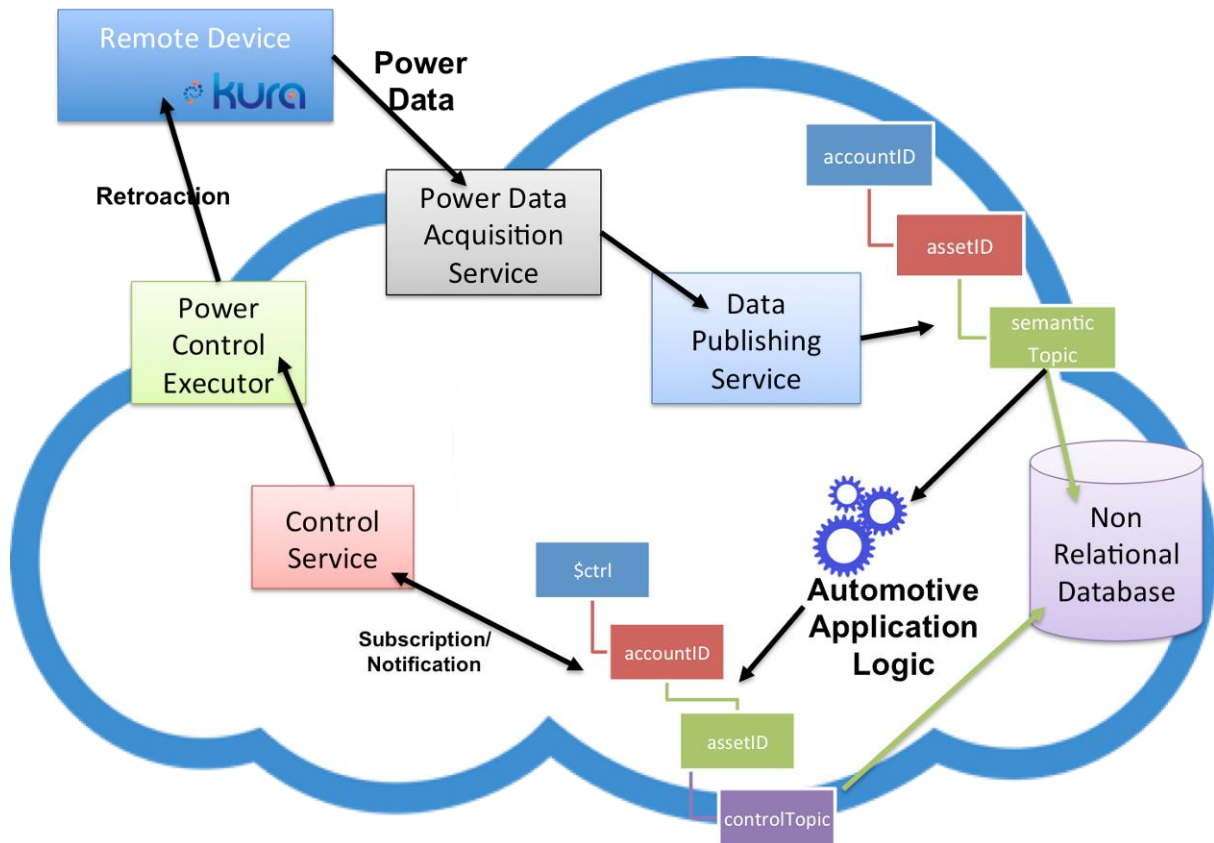 Remote Device
kura
Power
Data
accountID
Retroaction
Power Data
Acquisition
Service
assetID
Power
Control
Executor
Data
Publishing
Service
semantic
Topic
Control
Service
Non
Relational
Database
$ctrl
Automotive
Application
Logic
Subscription/
Notification
accountID
assetID
controlTopic